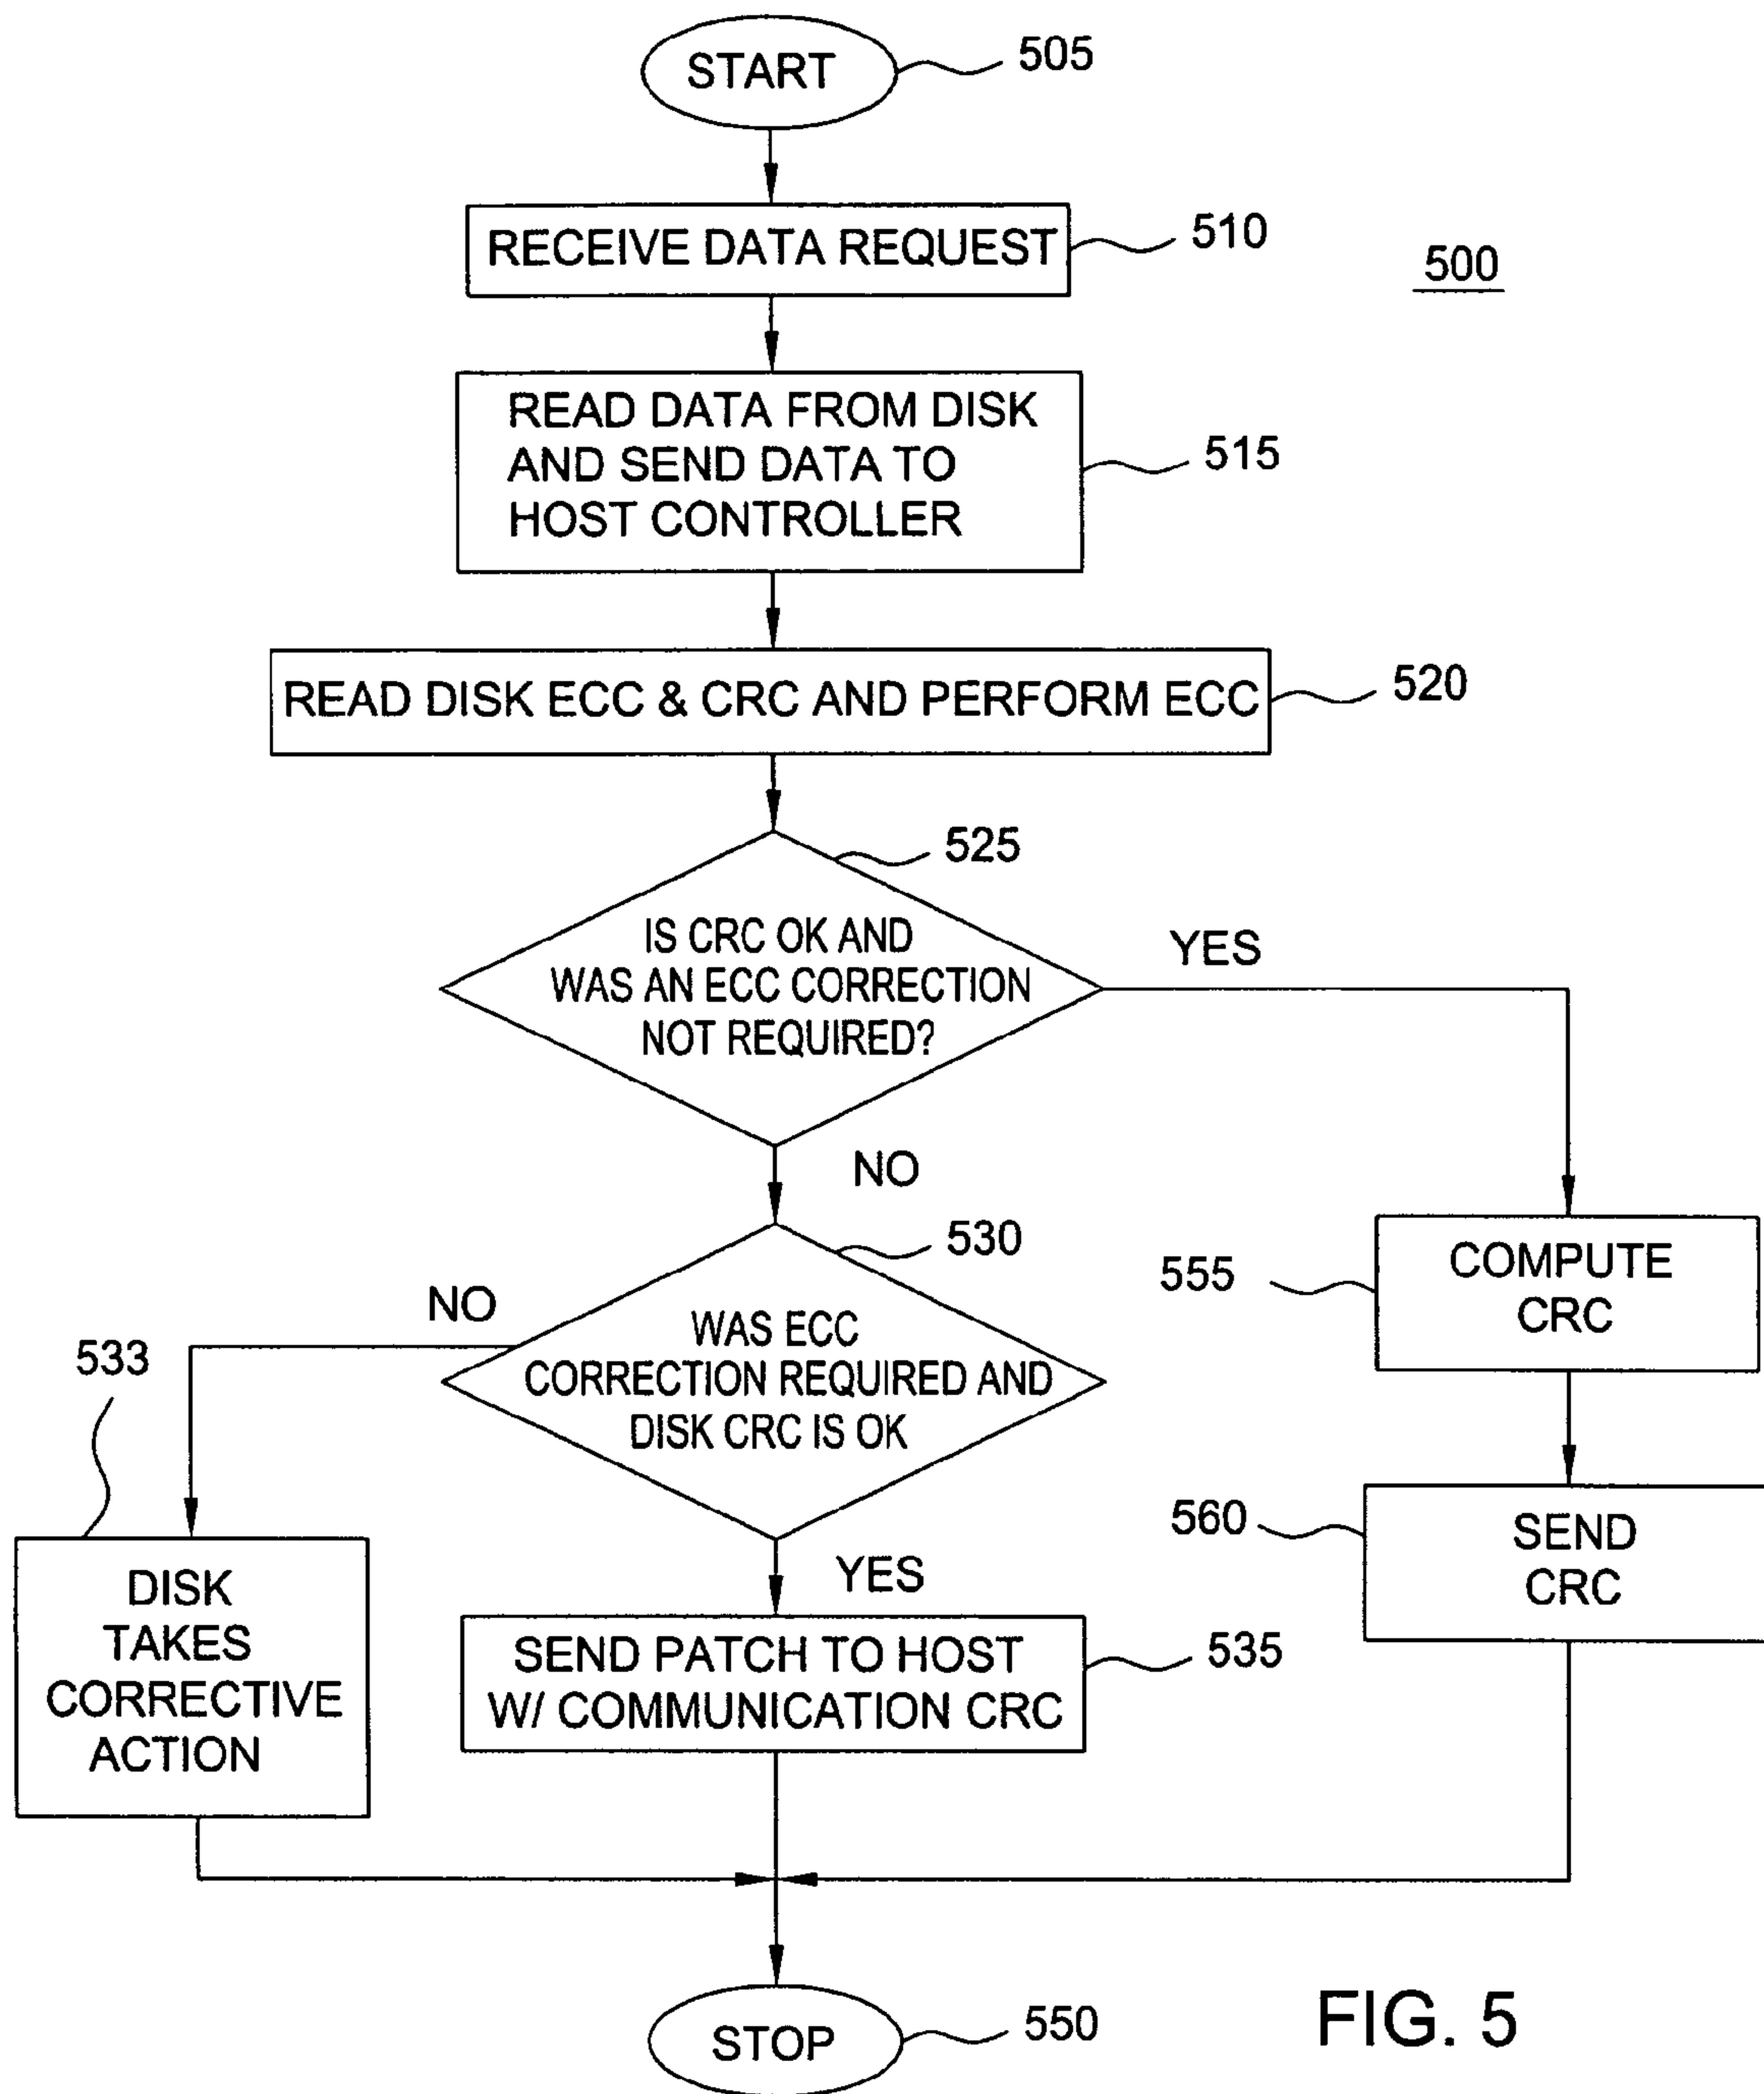 START
505
RECEIVE DATA REQUEST
510
500
READ DATA FROM DISK
AND SEND DATA TO
HOST CONTROLLER
515
READ DISK ECC & CRC AND PERFORM ECC
520
525
IS CRC OK AND
WAS AN ECC CORRECTION
NOT REQUIRED?
YES
NO
530
NO
WAS ECC
CORRECTION REQUIRED AND
DISK CRC IS OK
555
COMPUTE
CRC
533
DISK
TAKES
CORRECTIVE
ACTION
YES
SEND PATCH TO HOST
W/ COMMUNICATION CRC
535
560
SEND
CRC
STOP
550
FIG. 5